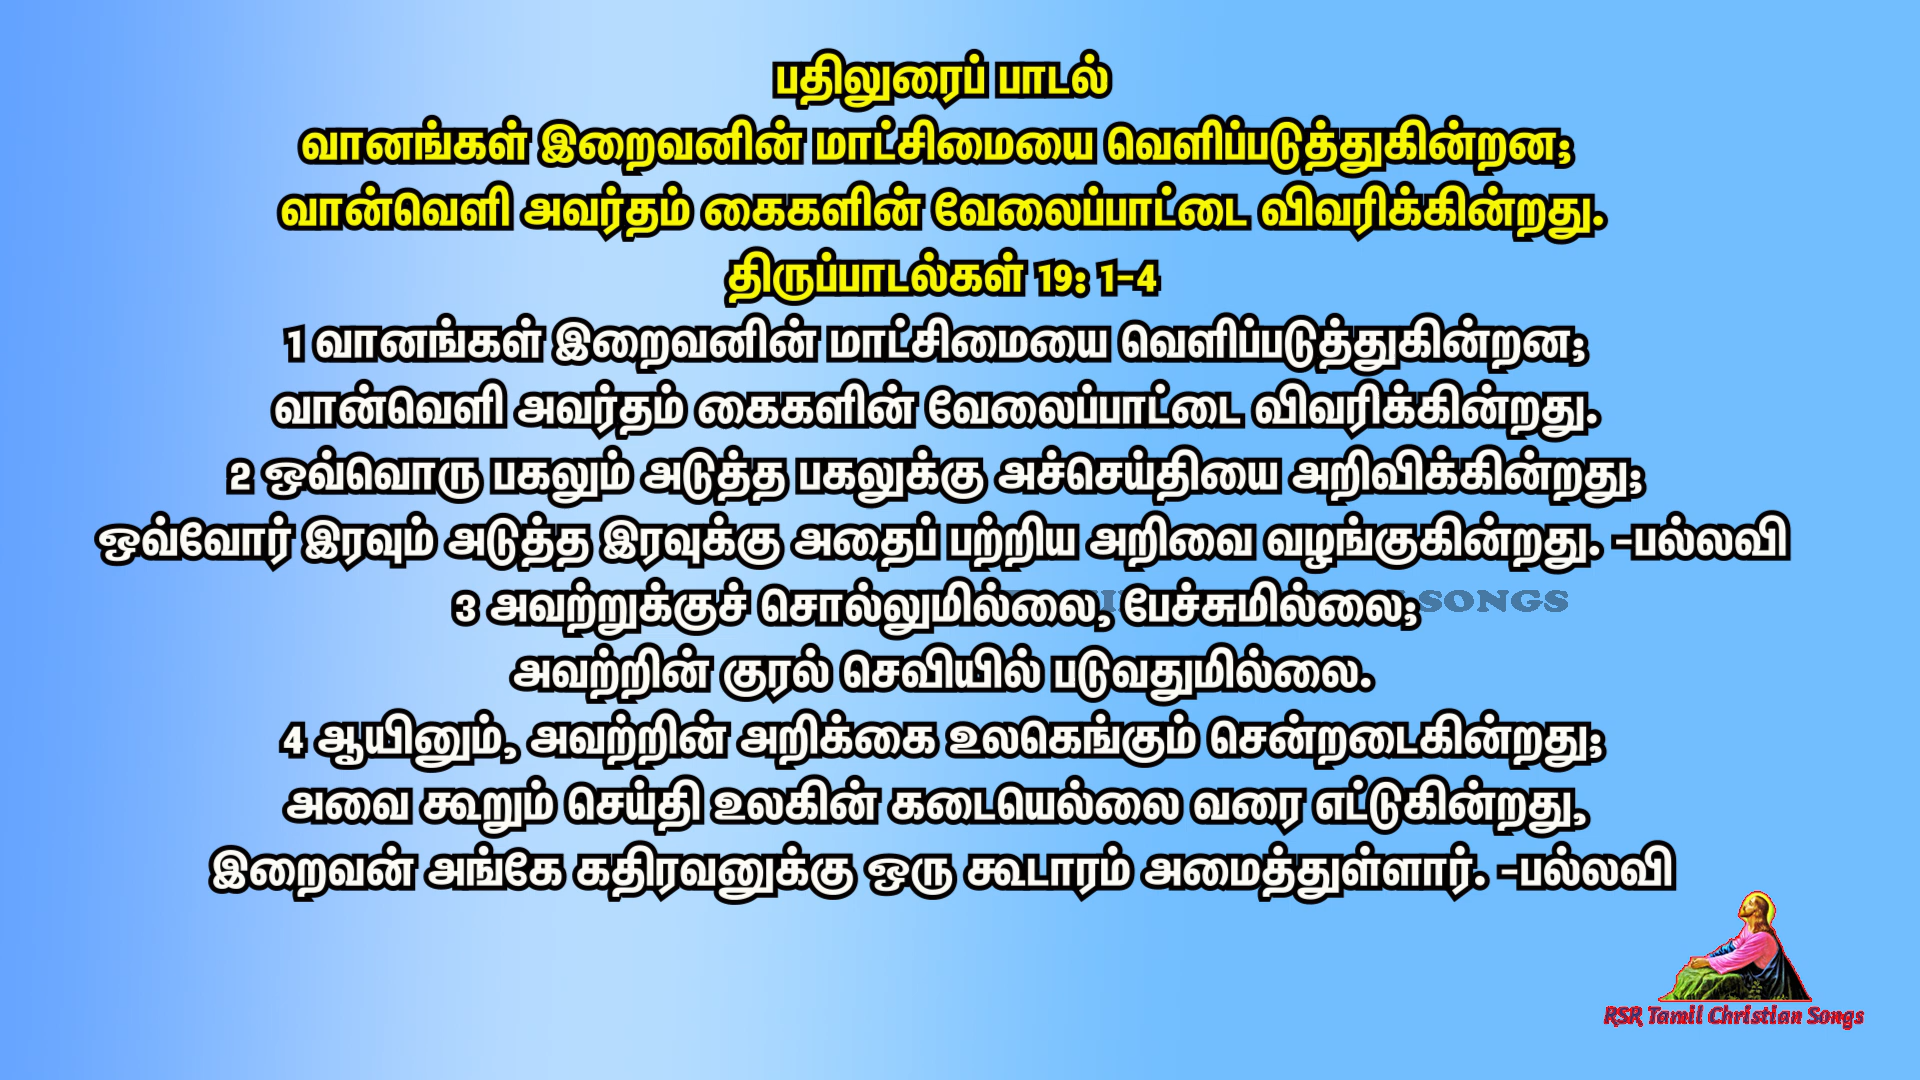 பதிலுரைப் பாடல்
வானங்கள் இறைவனின் மாட்சிமையை வெளிப்படுத்துகின்றன;
வான்வெளி அவர்தம் கைகளின் வேலைப்பாட்டை விவரிக்கின்றது.
திருப்பாடல்கள் 19: 1-4
1 வானங்கள் இறைவனின் மாட்சிமையை வெளிப்படுத்துகின்றன;
வான்வெளி அவர்தம் கைகளின் வேலைப்பாட்டை விவரிக்கின்றது.
2 ஒவ்வொரு பகலும் அடுத்த பகலுக்கு அச்செய்தியை அறிவிக்கின்றது;
ஒவ்வோர் இரவும் அடுத்த இரவுக்கு அதைப் பற்றிய அறிவை வழங்குகின்றது. -பல்லவி
3 அவற்றுக்குச் சொல்லுமில்லை, பேச்சுமில்லை;
SONGS
அவற்றின் குரல் செவியில் படுவதுமில்லை.
4 ஆயினும், அவற்றின் அறிக்கை உலகெங்கும் சென்றடைகின்றது;
அவை கூறும் செய்தி உலகின் கடையெல்லை வரை எட்டுகின்றது,
இறைவன் அங்கே கதிரவனுக்கு ஒரு கூடாரம் அமைத்துள்ளார். -பல்லவி
RSR Tamil Christian Songs